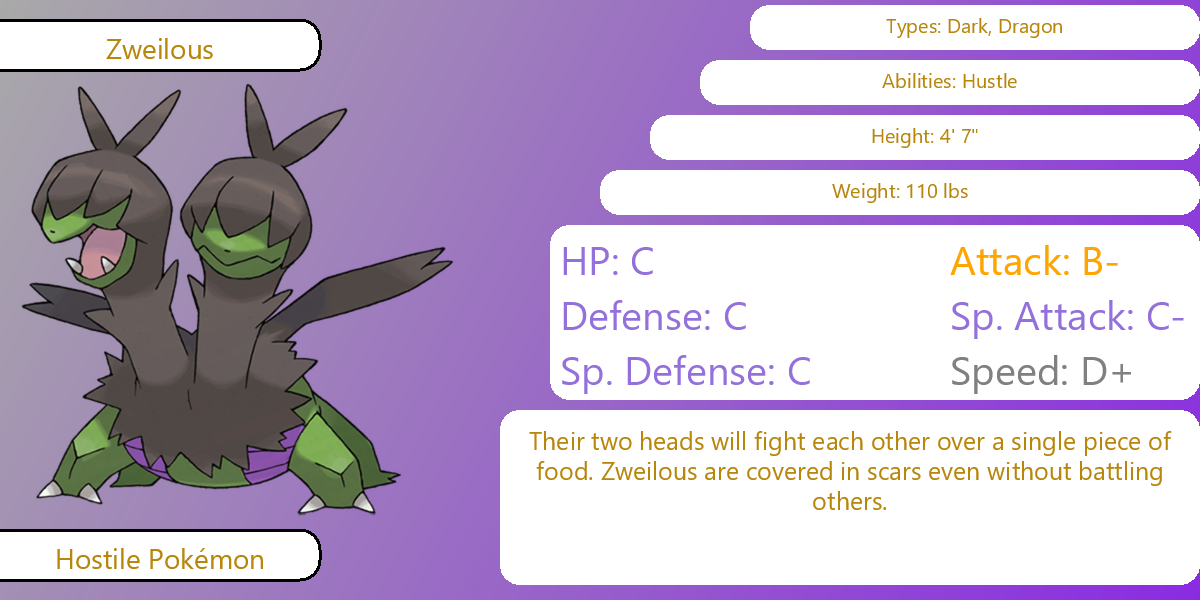 Zweilous
Types: Dark, Dragon
Abilities: Hustle
Height: 4' 7"
Weight: 110 lbs
HP: C
Attack: B-
Defense: C
Sp. Attack: C-
Sp. Defense: C
Speed: D+
Their two heads will fight each other over a single piece of
food. Zweilous are covered in scars even without battling
others.
Hostile Pokémon